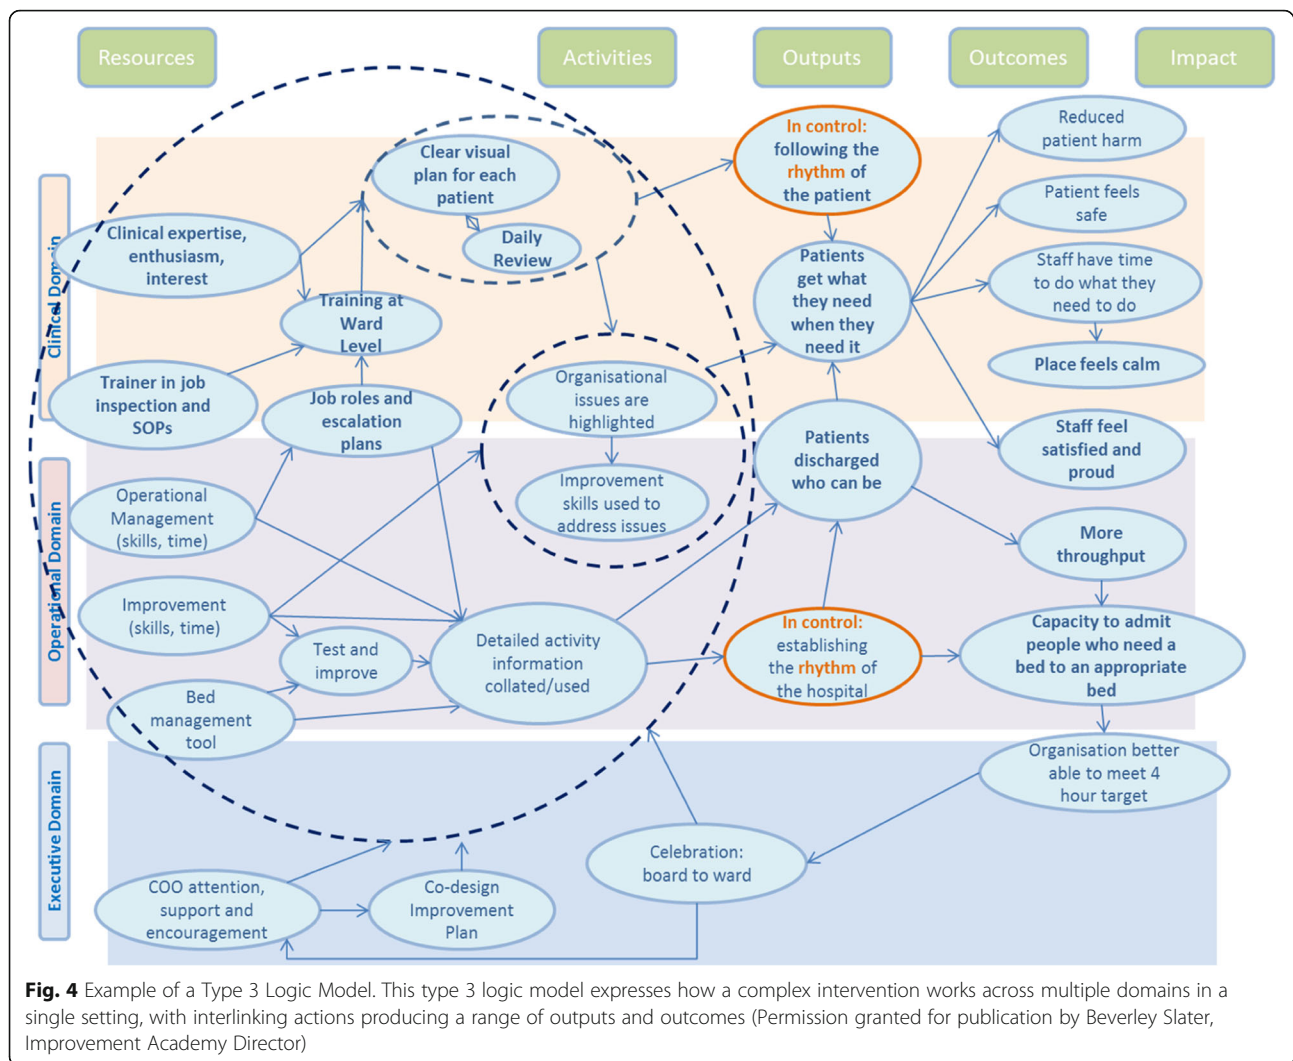 Resources
Activities
Outputs
Outcomes
Impact
Clinical Domain
Clear visual
plan for each
patient
Daily
Review
Clinical expertise,
enthusiasm,
interest
Training at
Ward
Level
Trainer in job
inspection and
SOPs
Job roles and
escalation
plans
Organisational
issues are
highlighted
In control:
following the
rhythm of
the patient
Patients
get what
they need
when they
need it
Reduced
patient harm
Patient feels
safe
Staff have time
to do what they
need to do
Place feels calm
Staff feel
satisfied and
proud
Operational Domain
Operational
Management
(skills, time)
Improvement
skills used to
address issues
Patients
discharged
who can be
More
throughput
Improvement
(skills, time)
Test and
improve
Bed
management
tool
Detailed activity
information
collated/used
In control:
establishing
the rhythm of
the hospital
Capacity to admit
people who need a
bed to an appropriate
bed
Executive Domain
Organisation better
able to meet 4
hour target
Celebration:
board to ward
COO attention,
support and
encouragement
Co-design
Improvement
Plan
Fig. 4 Example of a Type 3 Logic Model. This type 3 logic model expresses how a complex intervention works across multiple domains in a
single setting, with interlinking actions producing a range of outputs and outcomes (Permission granted for publication by Beverley Slater,
Improvement Academy Director)